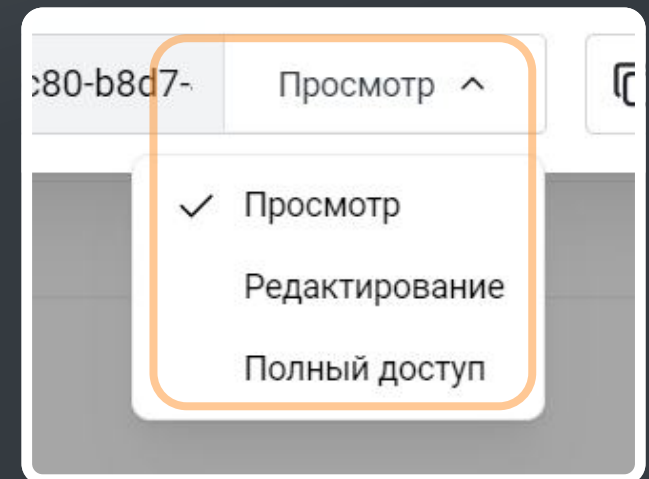 c80-b8d7- Просмотр
Просмотр
Редактирование
Полный доступ